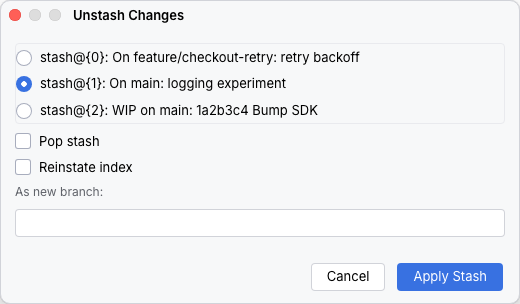 Unstash Changes
stash@{0}: On feature/checkout-retry: retry backoff
stash@{1}: On main: logging experiment
stash@{2}: WIP on main: 1a2b3c4 Bump SDK
Pop stash
Reinstate index
As new branch:
Cancel
Apply Stash